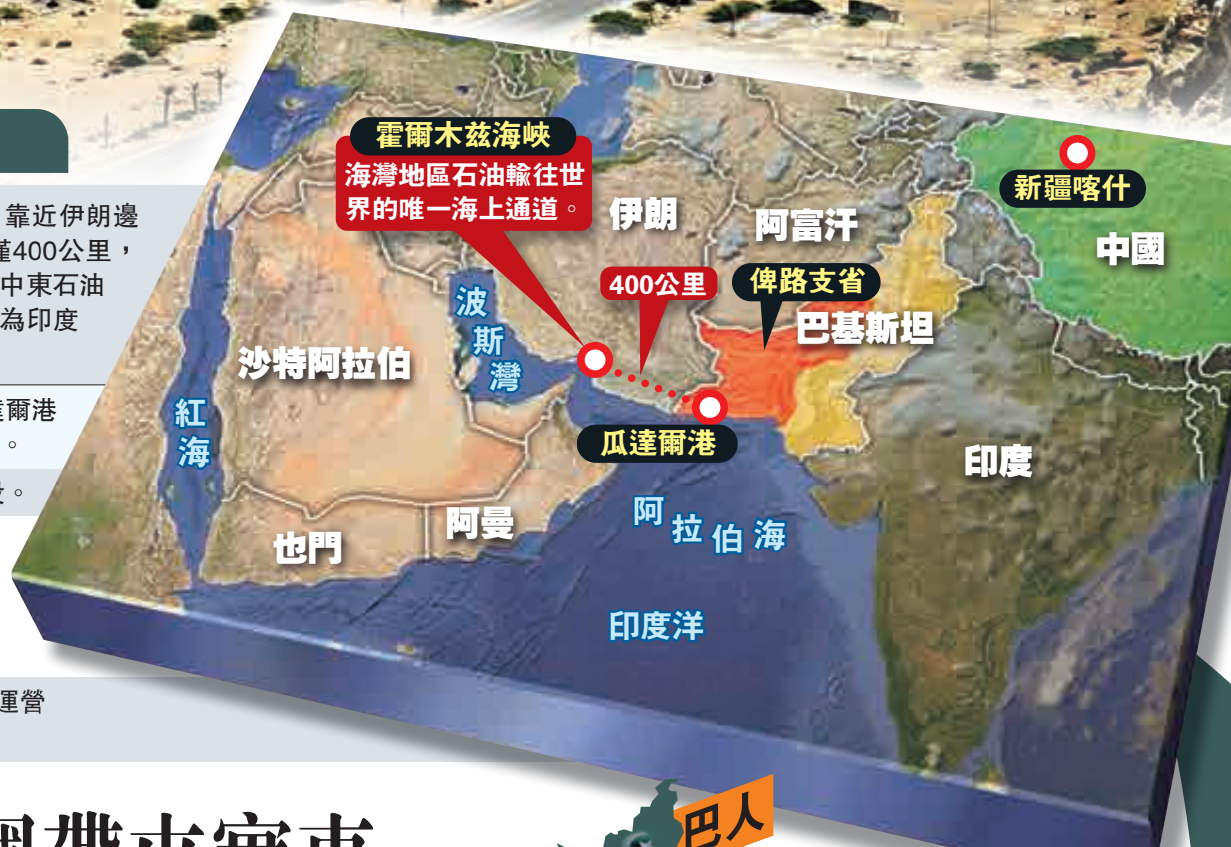 靠近伊朗邊
僅400公里，
中東石油
為印度
達爾港
。
。
運營
霍爾木茲海峽
海灣地區石油輸往世
界的唯一海上通道。
伊朗
阿富汗
新疆喀什
中國
400公里
俾路支省
巴基斯坦
波斯灣
沙特阿拉伯
紅海
瓜達爾港
印度
阿曼
也門
阿拉伯海
印度洋
巴人